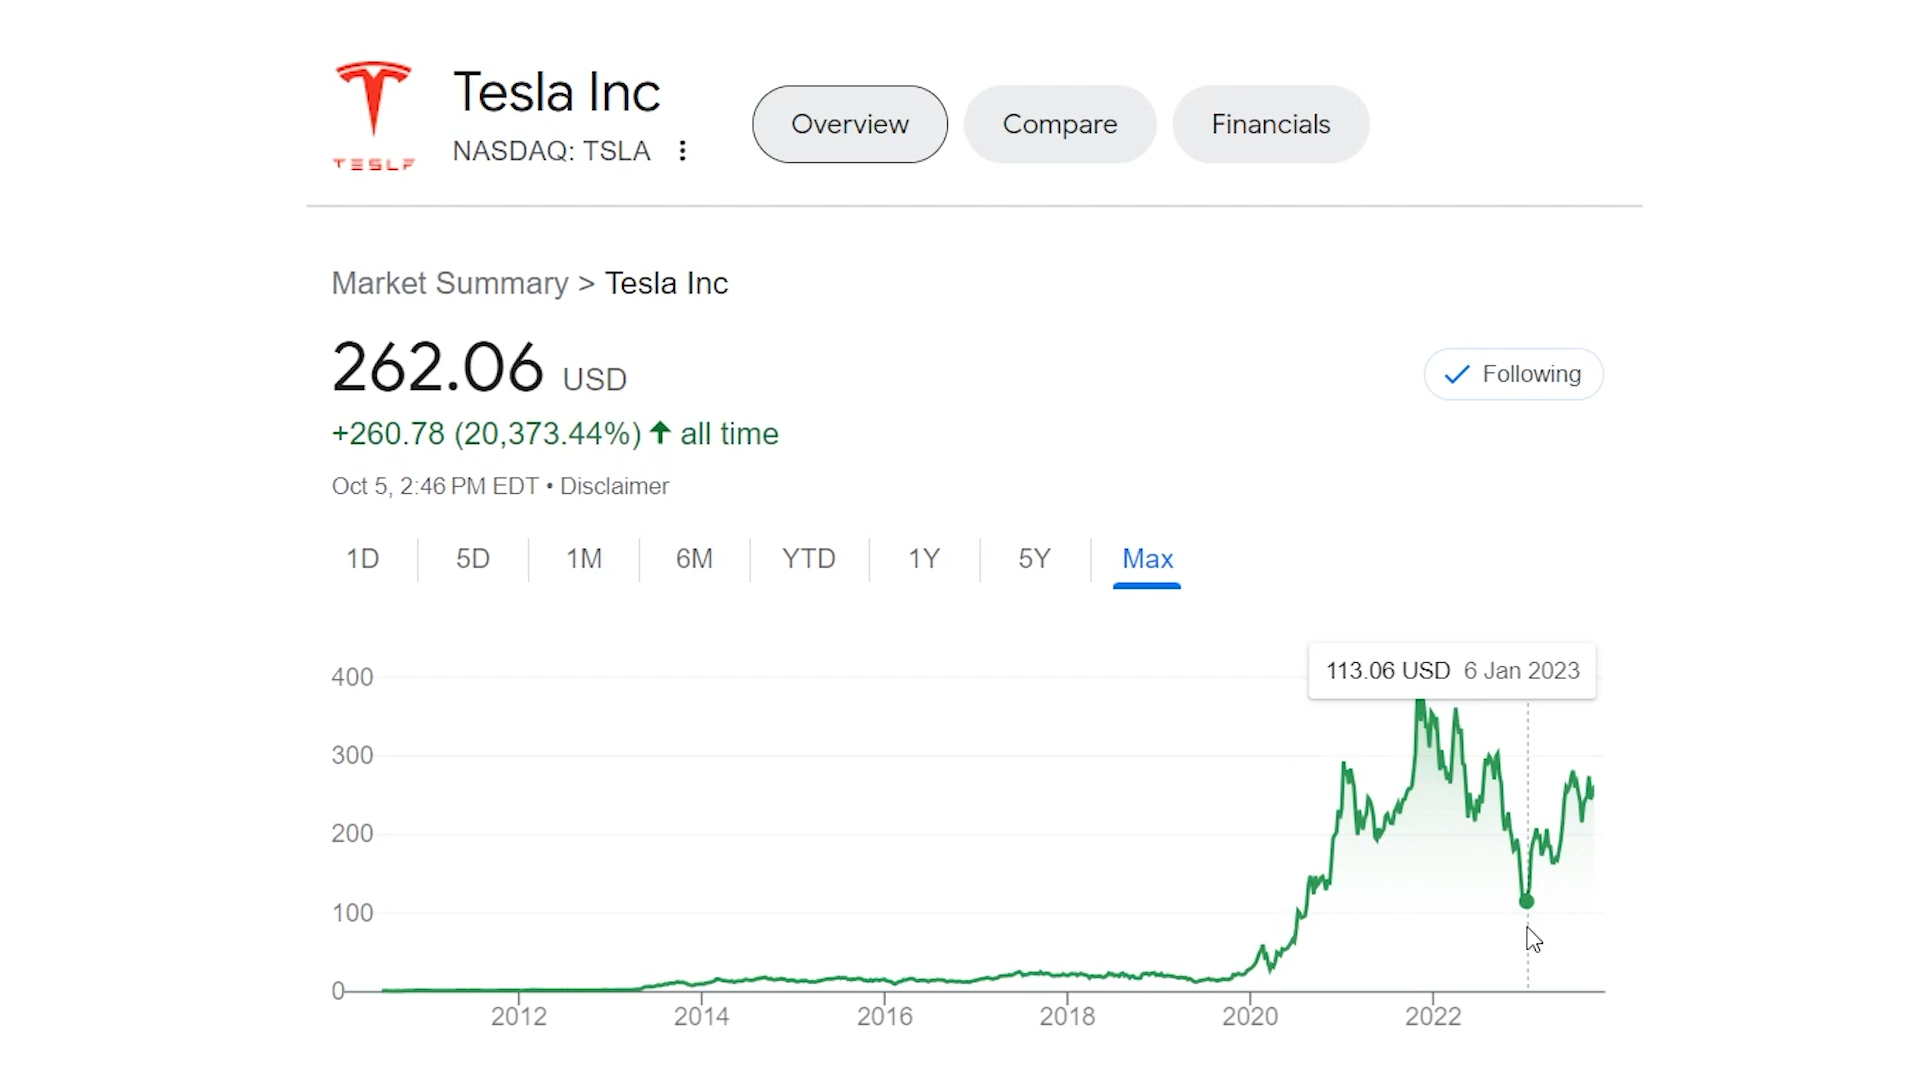 Tesla Inc
NASDAQ: TSLA
Overview
Compare
Financials
TESLA
Market Summary > Tesla Inc
262.06 USD
Following
+260.78 (20,373.44%) all time
Oct 5, 2:46 PM EDT • Disclaimer
1D 5D 1M 6M YTD 1Y 5Y Max
113.06 USD 6 Jan 2023
400
300
200
100
0
2012 2014 2016 2018 2020 2022